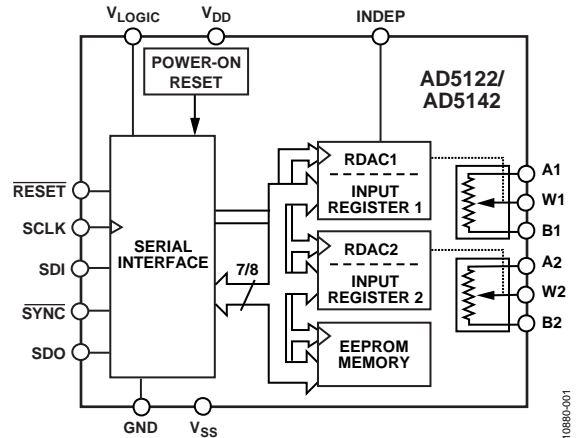 VLOGIC
VDD
INDEP
POWER-ON
RESET
AD5122/
AD5142
RDAC1
INPUT
REGISTER 1
A1
W1
B1
RESET
SCLK
SDI
SYNC
SDO
SERIAL
INTERFACE
7/8
RDAC2
INPUT
REGISTER 2
A2
W2
B2
EEPROM
MEMORY
GND
VSS
10880-001